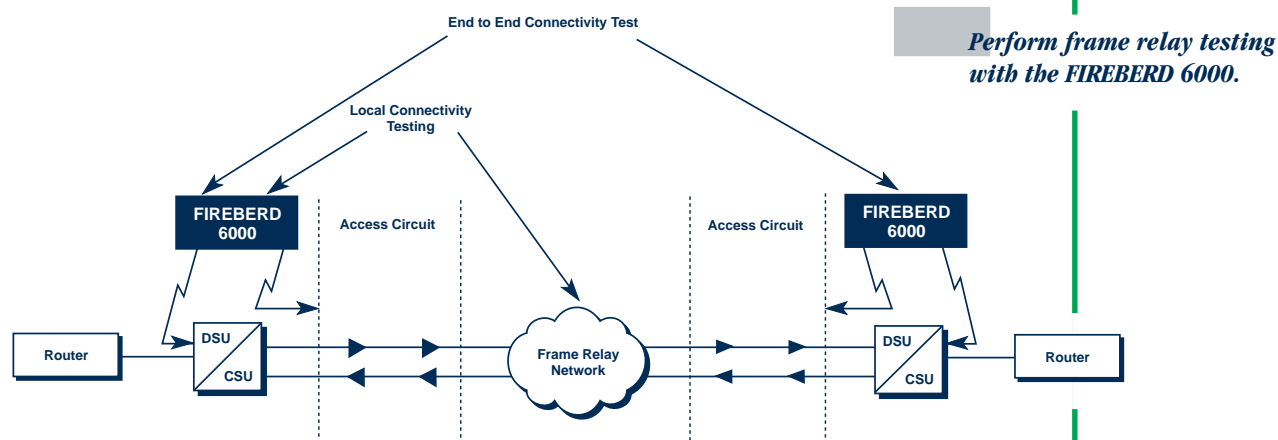 End to End Connectivity Test
Perform frame relay testing
with the FIREBERD 6000.
Local Connectivity
Testing
FIREBERD
6000
Access Circuit
Access Circuit
FIREBERD
6000
Router
DSU
CSU
Frame Relay
Network
DSU
CSU
Router